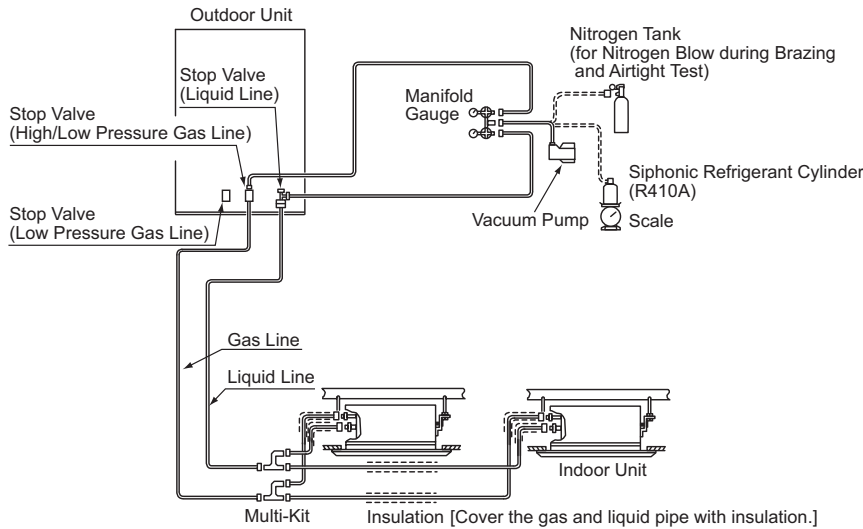 Outdoor Unit
Nitrogen Tank
(for Nitrogen Blow during Brazing
and Airtight Test)
Stop Valve
(Liquid Line)
Manifold
Gauge
Stop Valve
(High/Low Pressure Gas Line)
Siphonic Refrigerant Cylinder
(R410A)
Stop Valve
(Low Pressure Gas Line)
Vacuum Pump
Scale
Gas Line
Liquid Line
Indoor Unit
Multi-Kit
Insulation [Cover the gas and liquid pipe with insulation.]